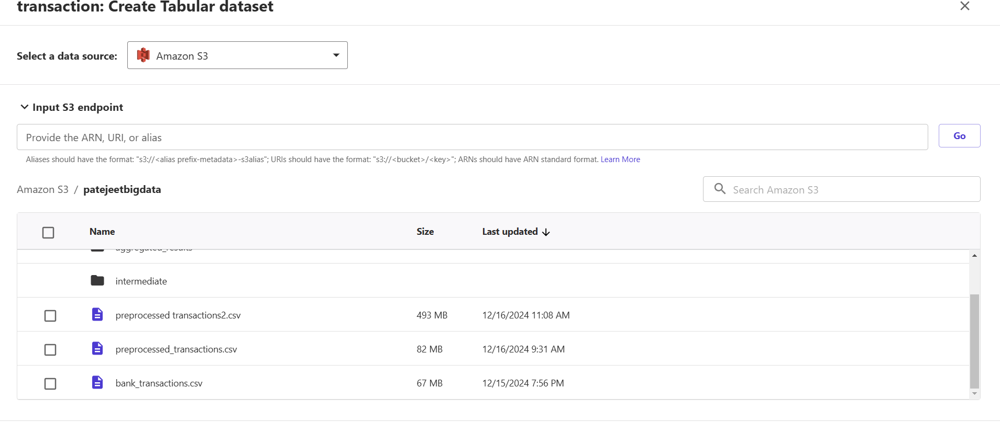 transaction: Create Tabular dataset
Select a data source: Amazon S3
Input S3 endpoint
Provide the ARN, URI, or alias Go
Aliases should have the format: "s3://<alias prefix-metadata>-s3alias"; URIs should have the format: "s3://<bucket>/<key>"; ARNs should have ARN standard format. Learn More
Amazon S3 / patejeetbigdata Search Amazon S3
Name Size Last updated
aggregated_results
intermediate
preprocessed transactions2.csv 493 MB 12/16/2024 11:08 AM
preprocessed_transactions.csv 82 MB 12/16/2024 9:31 AM
bank_transactions.csv 67 MB 12/15/2024 7:56 PM